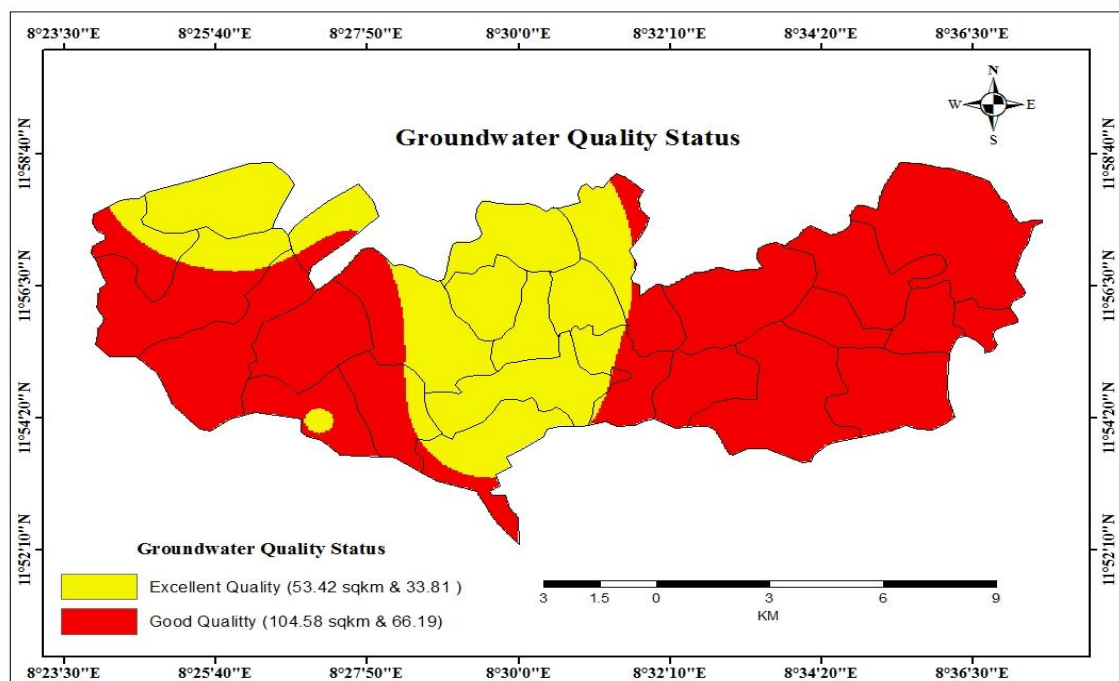 8°23'30"E 8°25'40"E 8°27'50"E 8°30'0"E 8°32'10"E 8°34'20"E 8°36'30"E
N
W E
S
Groundwater Quality Status
11°58'40"N 11°58'40"N
11°56'30"N 11°56'30"N
11°54'20"N 11°54'20"N
11°52'10"N 11°52'10"N
Groundwater Quality Status
Excellent Quality (53.42 sqkm & 33.81 )
Good Qualitty (104.58 sqkm & 66.19)
3 1.5 0 3 6 9
KM
8°23'30"E 8°25'40"E 8°27'50"E 8°30'0"E 8°32'10"E 8°34'20"E 8°36'30"E